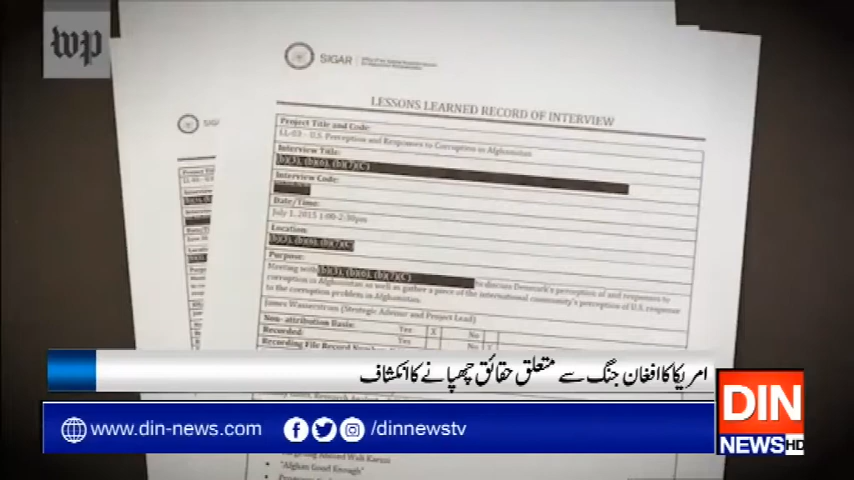 wp
SIGAR
LESSONS LEARNED RECORD OF INTERVIEW
Project Title and Code:
LL-03 - U.S. Perception and Responses to Corruption in Afghanistan
Interview Title:
(b)(3), (b)(6), (b)(7)(C)
Interview Code:
Date/Time:
July 1, 2015 1:00-2:30pm
Location:
(b)(3), (b)(6), (b)(7)(C)
Purpose:
Meeting with (b)(3), (b)(6), (b)(7)(C) to discuss Denmark's perception of and responses to
corruption in Afghanistan as well as gather a piece of the international community's perception of U.S. response
to the corruption problem in Afghanistan.
James Wasserstrom (Strategic Advisor and Project Lead)
Non-attribution Basis: Yes X No
Recorded: Yes No
Recording File Record
امریکا کا افغان جنگ سے متعلق حقائق چھپانے کا انکشاف
DIN
NEWS HD
www.din-news.com
/dinnewstv
"Afghan Good Enough"